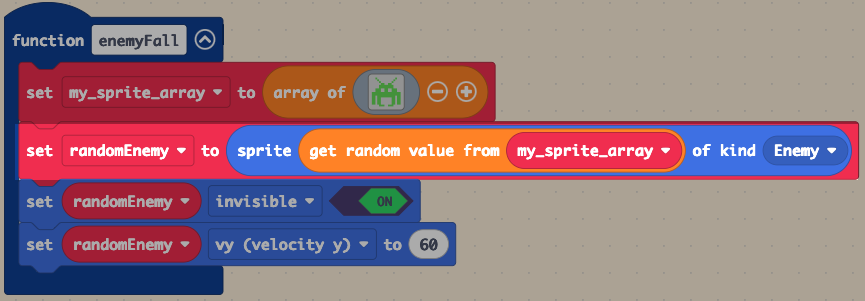 function enemyFall
set my_sprite_array to array of
set randomEnemy to sprite get random value from my_sprite_array of kind Enemy
set randomEnemy invisible ON
set randomEnemy vy (velocity y) to 60